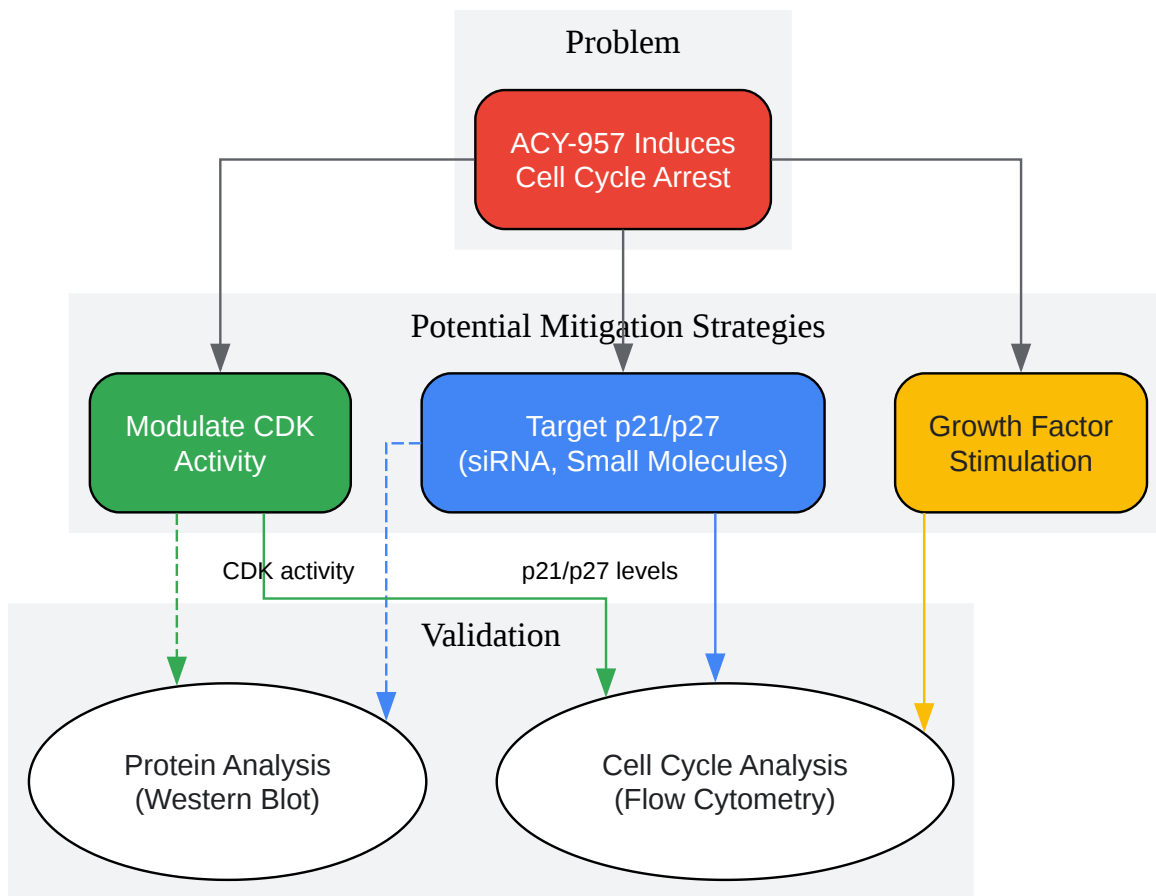 Problem
ACY-957 Induces
Cell Cycle Arrest
Potential Mitigation Strategies
Modulate CDK
Activity
Target p21/p27
(siRNA, Small Molecules)
Growth Factor
Stimulation
CDK activity
p21/p27 levels
Validation
Protein Analysis
(Western Blot)
Cell Cycle Analysis
(Flow Cytometry)